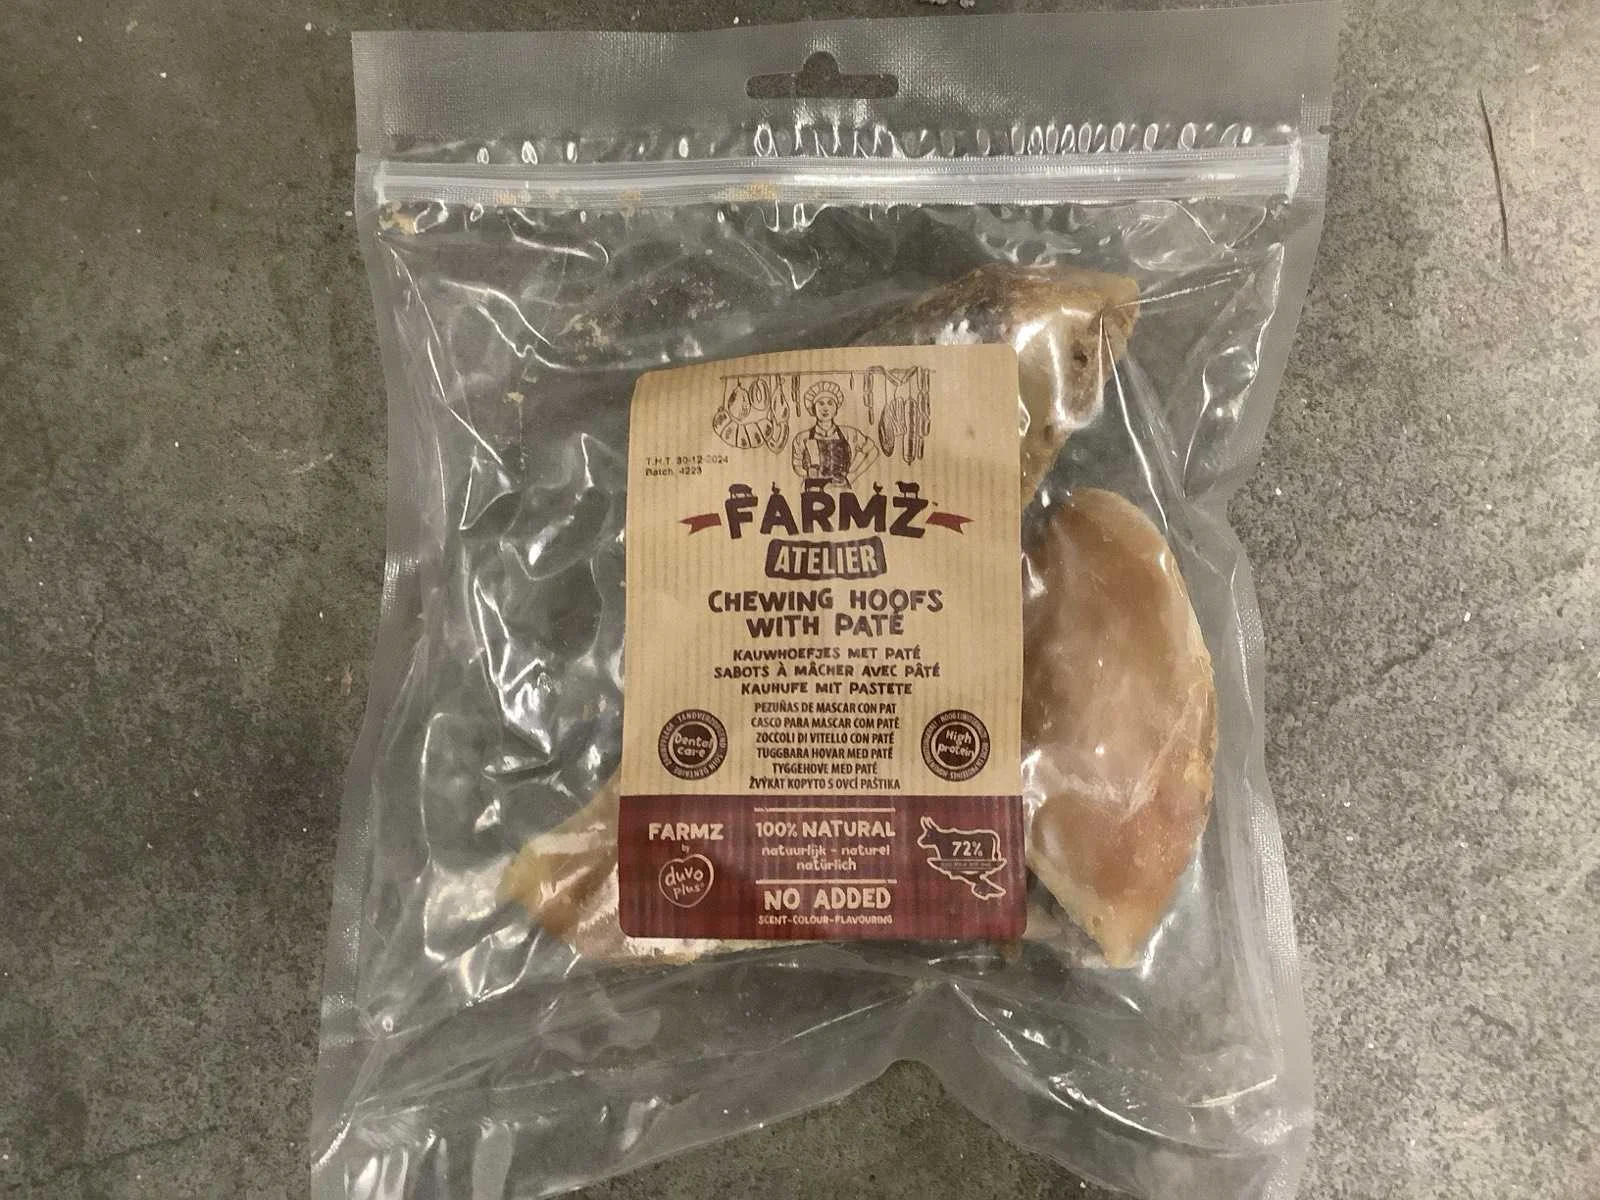 T.H.T. 30-12-2024
Batch. 4223
FARMZ
ATELIER
CHEWING HOOFS
WITH PATÉ
KAUWHOEFJES MET PATÉ
SABOTS À MÂCHER AVEC PÂTÉ
KAUHUFE MIT PASTETE
PEZUÑAS DE MASCAR CON PAT
CASCO PARA MASCAR COM PATÉ
ZOCCOLI DI VITELLO CON PATÉ
TUGGBARA HOVAR MED PATÉ
TYGGEHOVE MED PATÉ
ŽVÝKAT KOPYTO S OVCÍ PAŠTIKA
Dental
care
TANDVERZORGEND
SOIN DENTAIRE
High
protein
FARMZ
by
duvo
plus
100% NATURAL
natuurlijk - naturel
natürlich
NO ADDED
SCENT-COLOUR-FLAVOURING
72%